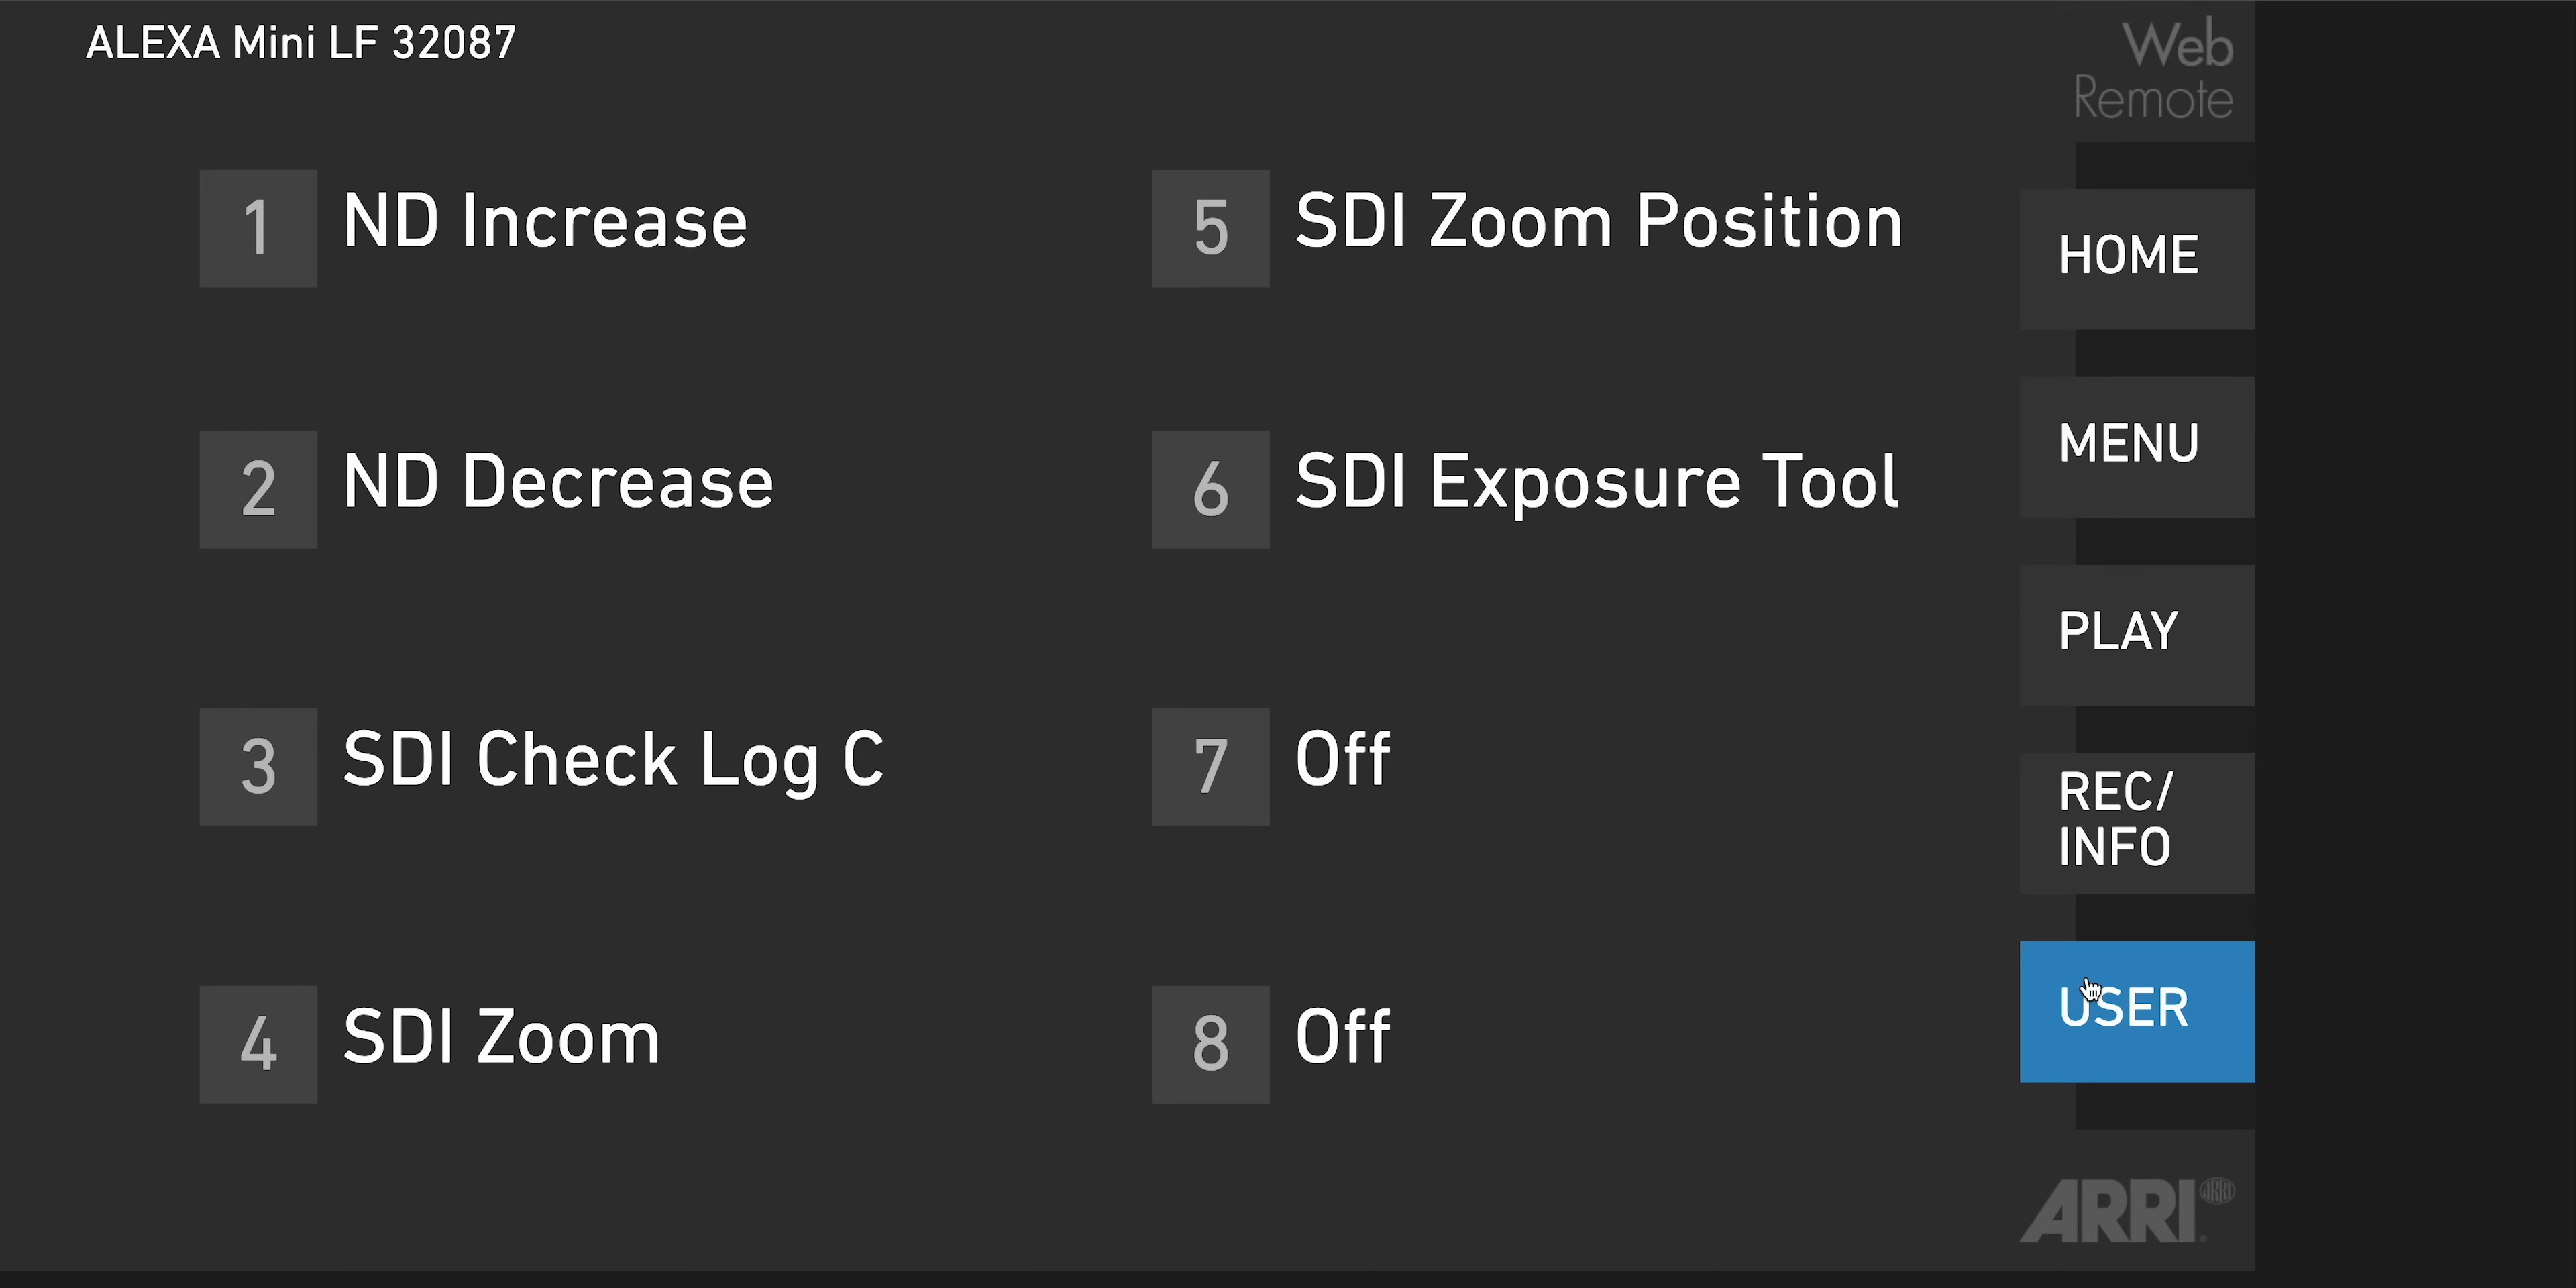 ALEXA Mini LF 32087
Web
Remote
1 ND Increase
2 ND Decrease
3 SDI Check Log C
4 SDI Zoom
5 SDI Zoom Position
6 SDI Exposure Tool
7 Off
8 Off
HOME
MENU
PLAY
REC/
INFO
USER
ARRI ARRI